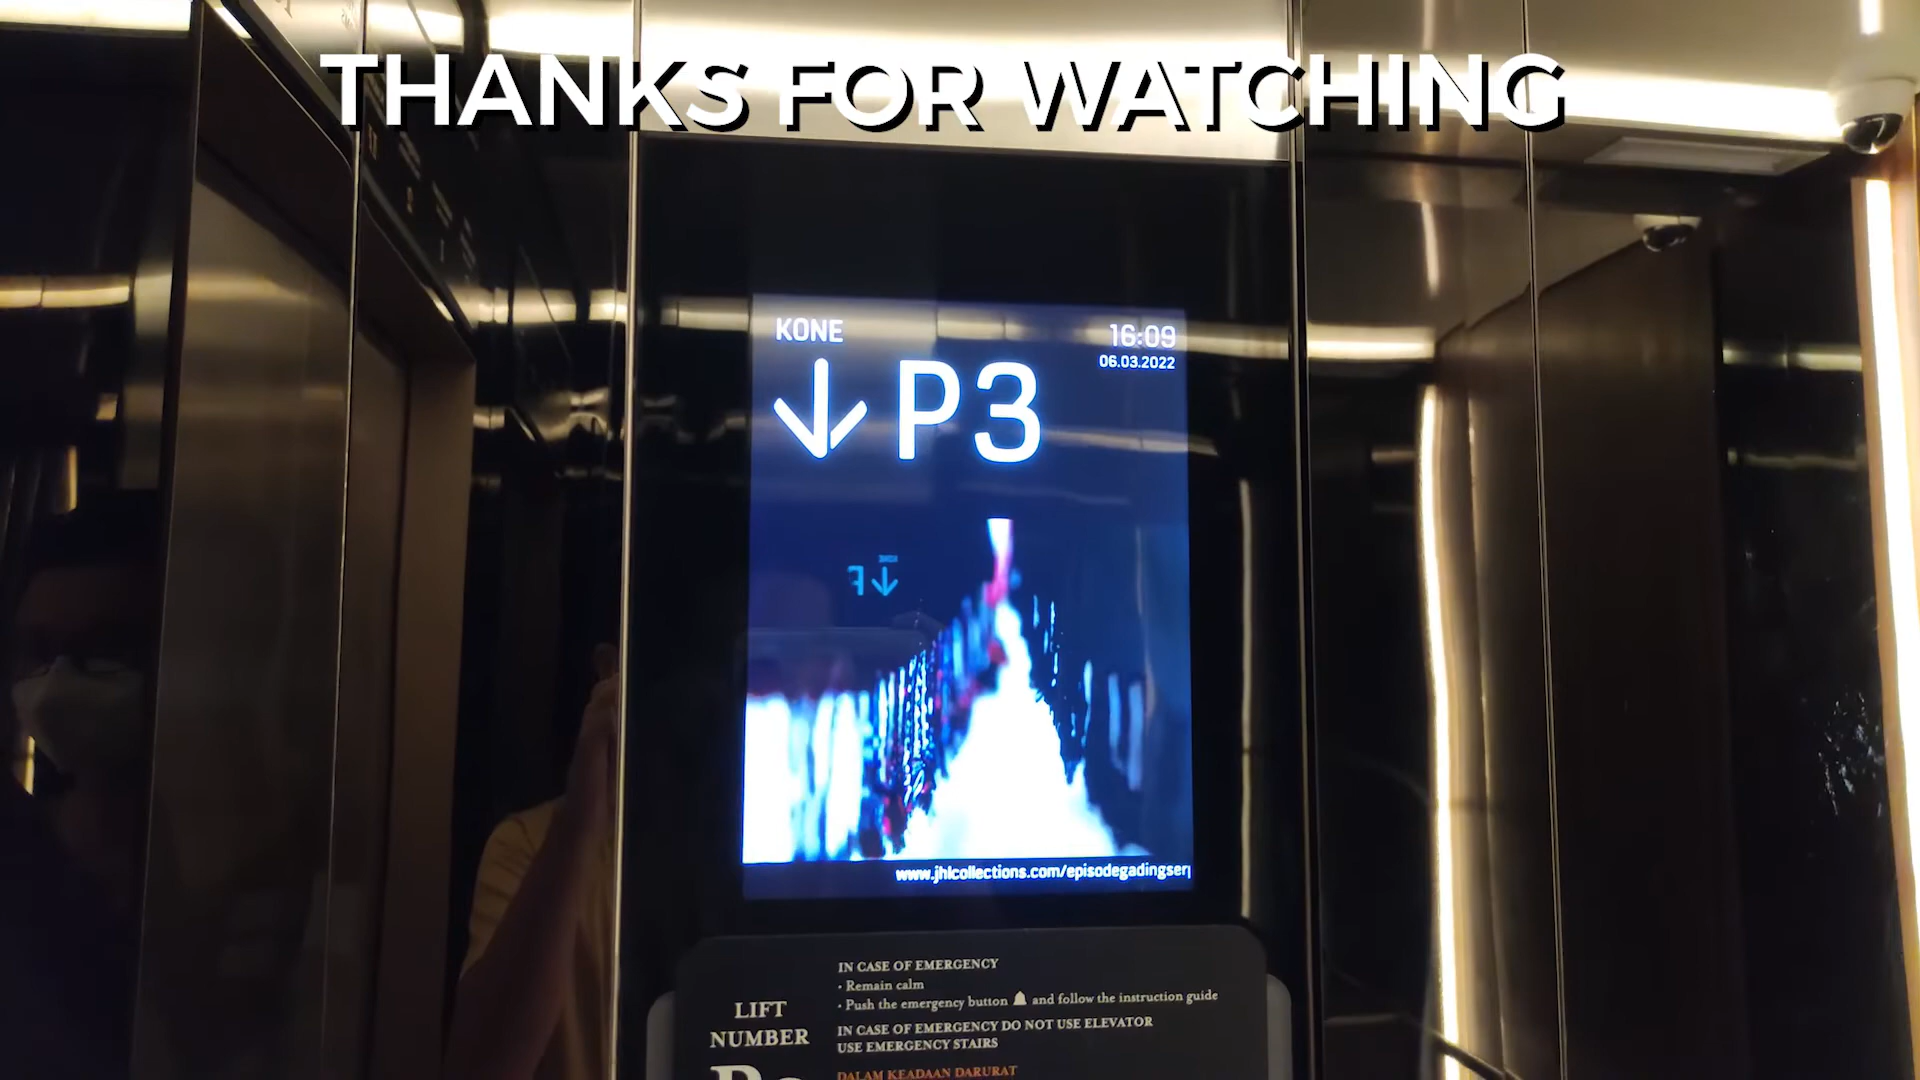 THANKS FOR WATCHING
KONE
16:09
06.03.2022
P3
www.jhlcollections.com/episodegadingser
IN CASE OF EMERGENCY
• Remain calm
• Push the emergency button and follow the instruction guide
LIFT
NUMBER
IN CASE OF EMERGENCY DO NOT USE ELEVATOR
USE EMERGENCY STAIRS
DALAM KEADAAN DARURAT